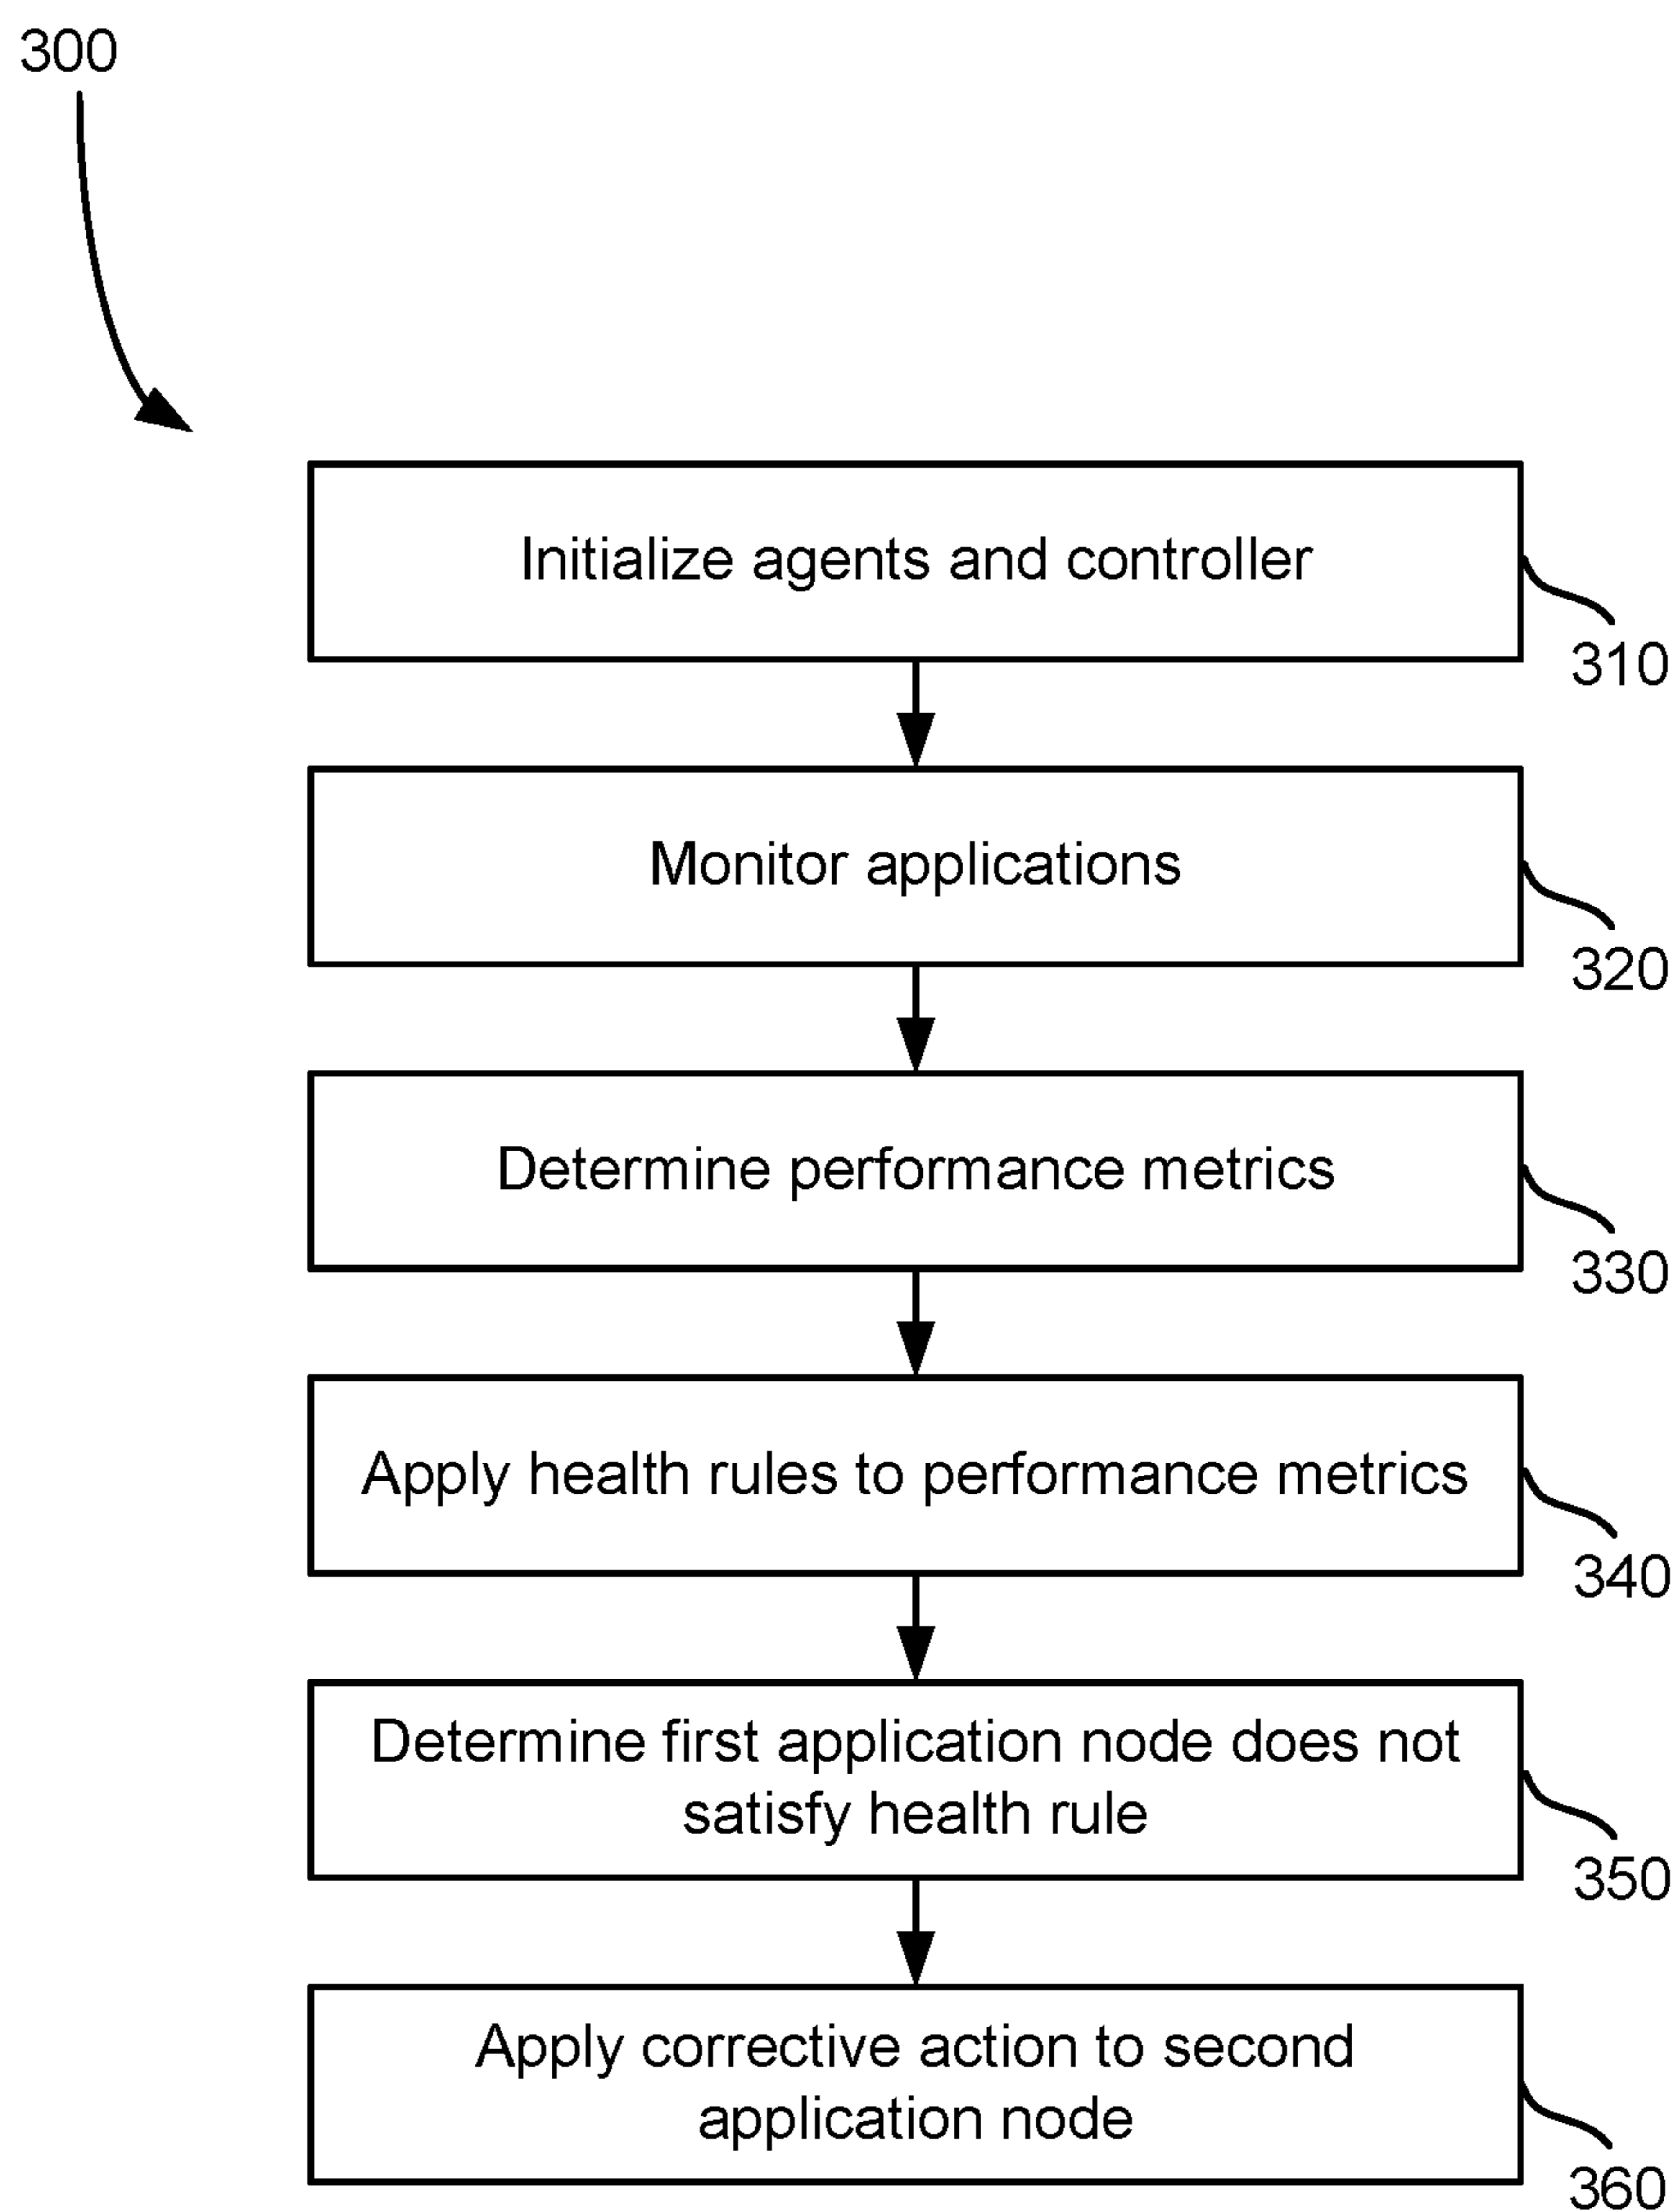 300
Initialize agents and controller
310
Monitor applications
320
Determine performance metrics
330
Apply health rules to performance metrics
340
Determine first application node does not
satisfy health rule
350
Apply corrective action to second
application node
360